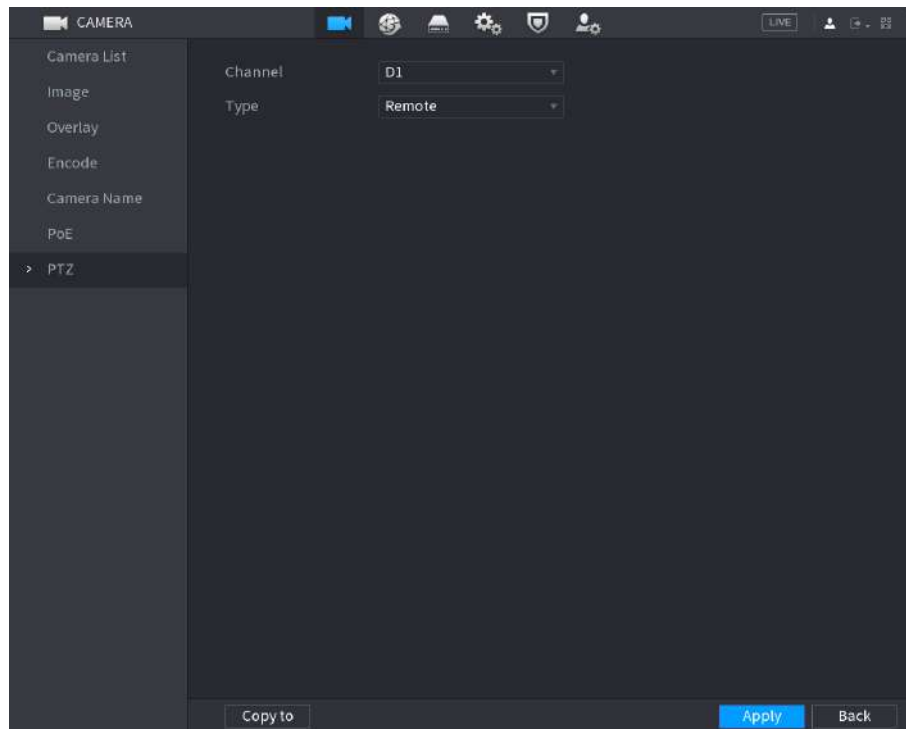 CAMERA
LIVE
Camera List
Image
Overlay
Encode
Camera Name
PoE
> PTZ
Channel D1
Type Remote
Copy to
Apply
Back